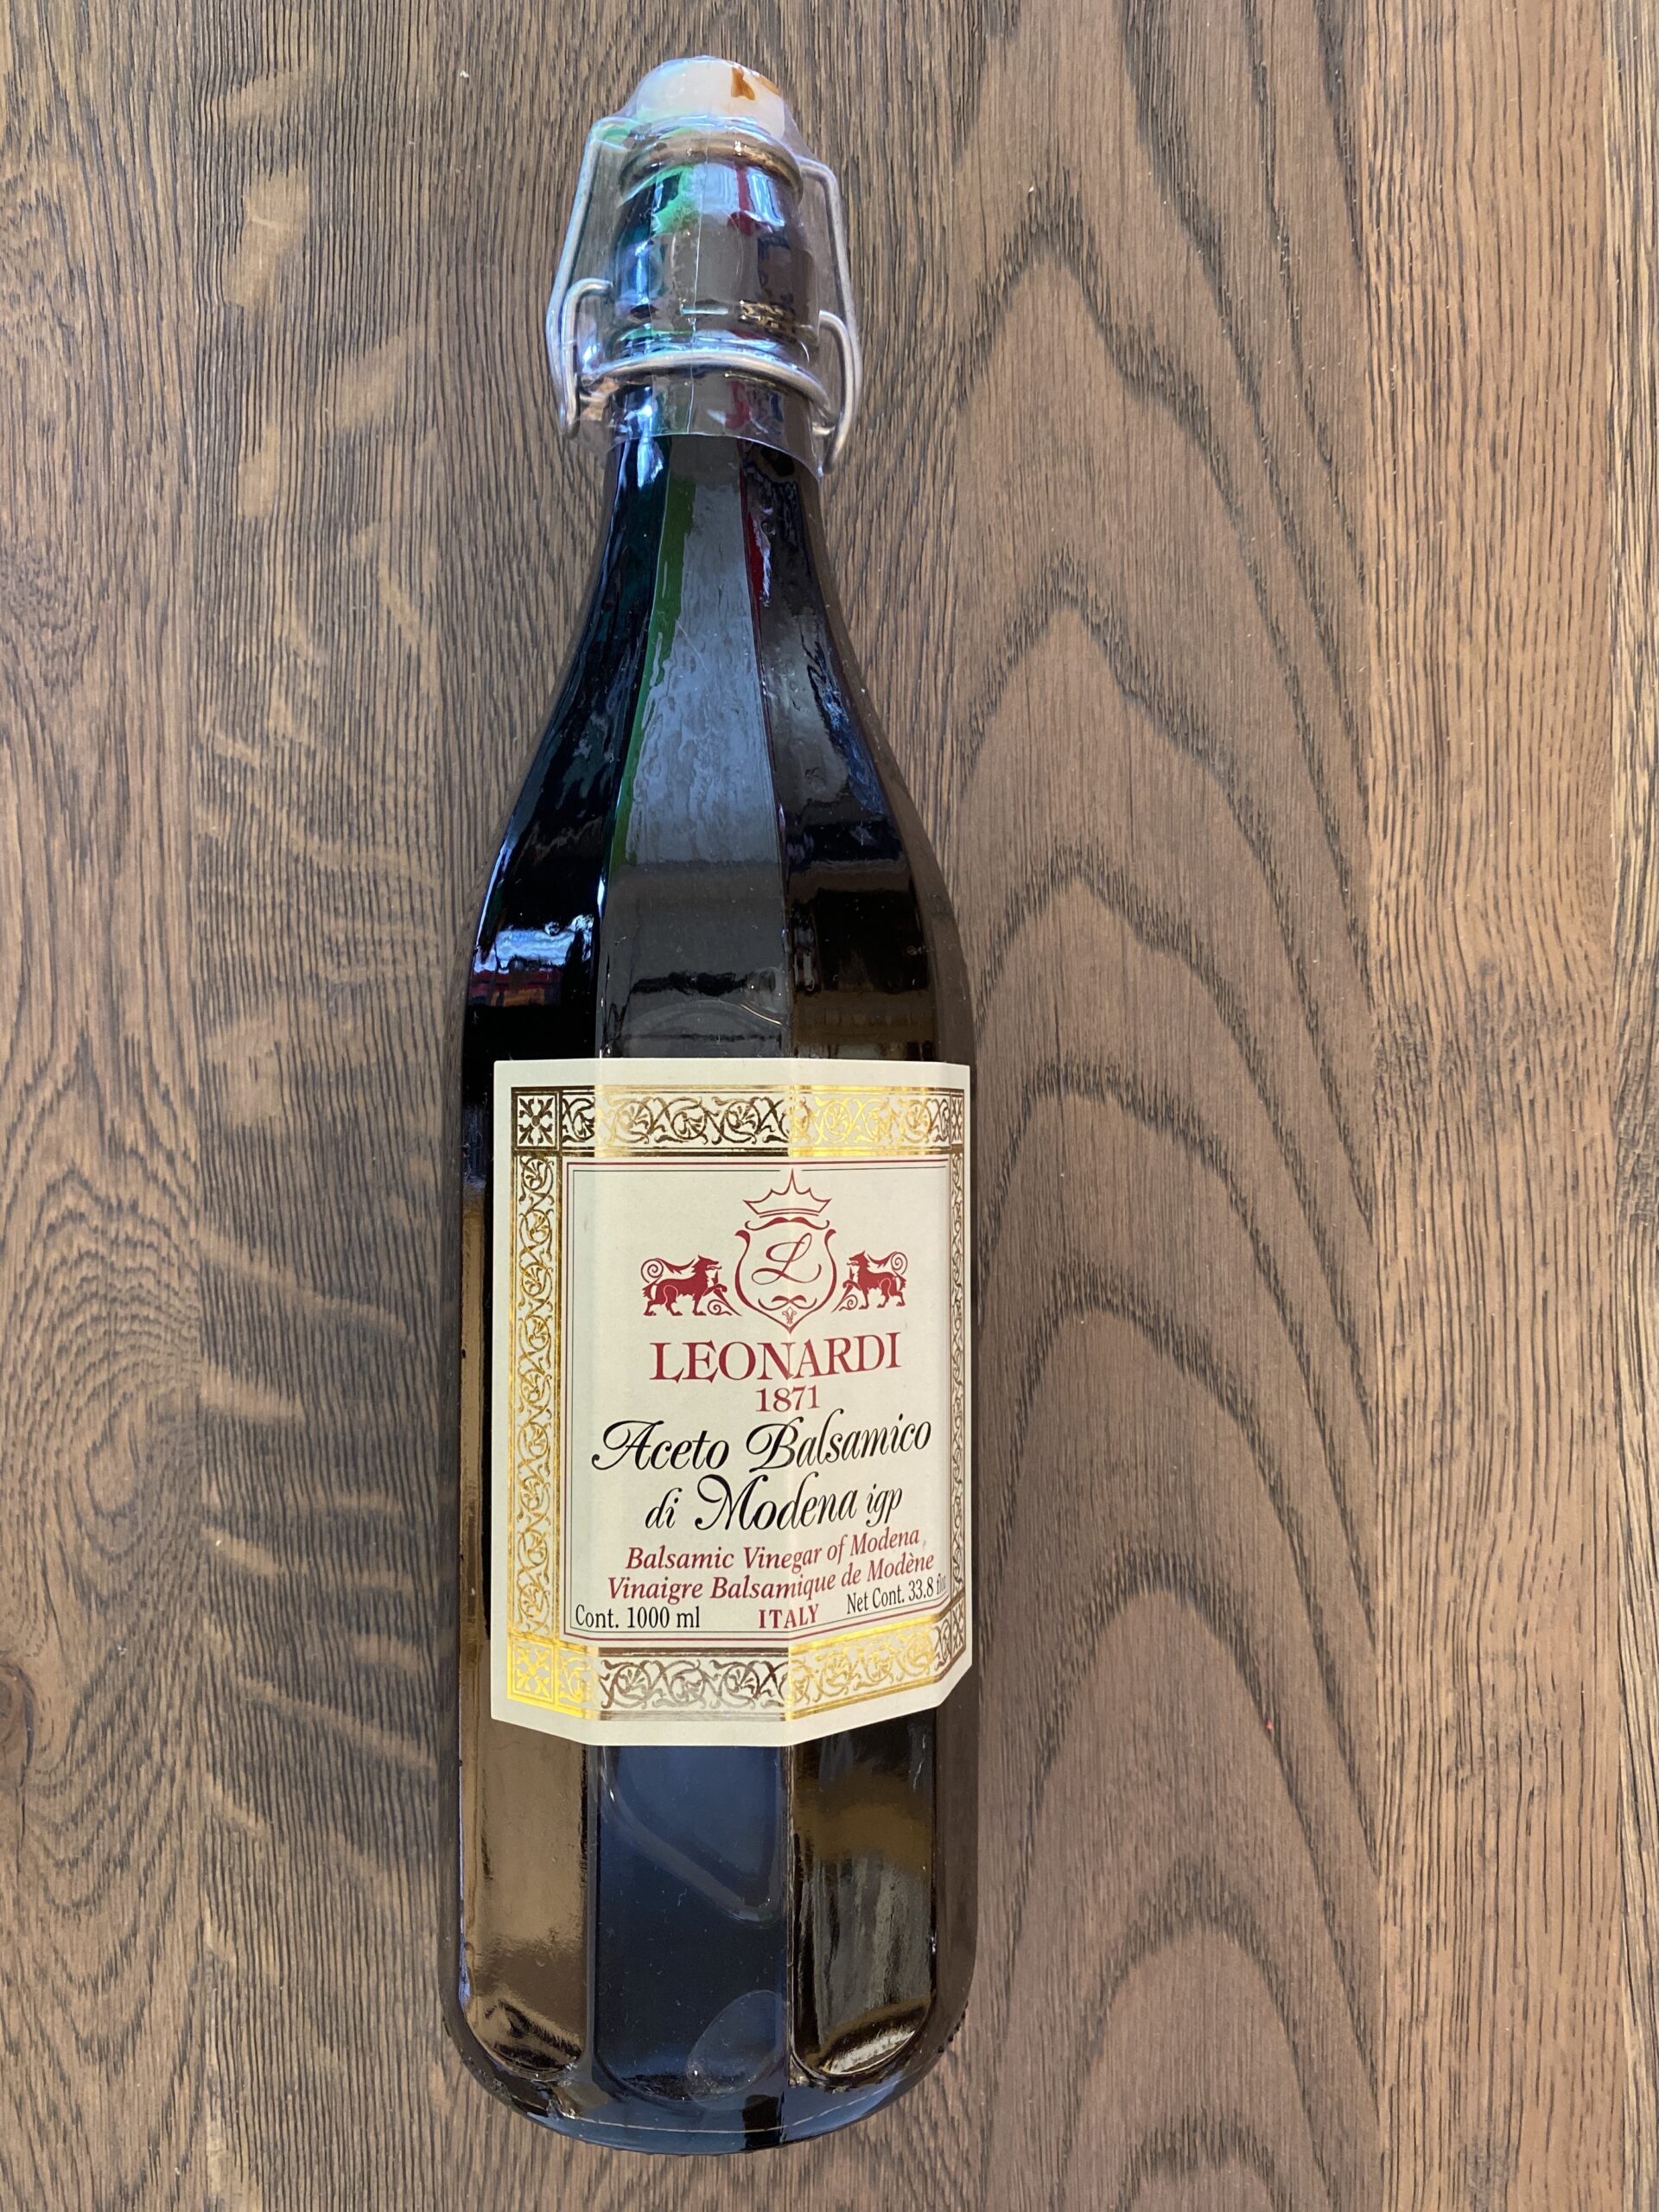 L
LEONARDI
1871
Aceto Balsamico
di Modena igp
Balsamic Vinegar of Modena
Vinaigre Balsamique de Modène
Cont. 1000 ml ITALY Net Cont. 33.8